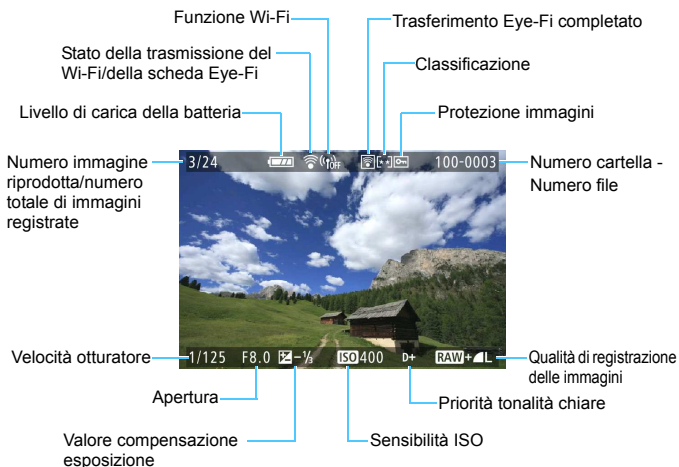 Funzione Wi-Fi
Trasferimento Eye-Fi completato
Stato della trasmissione del
Wi-Fi/della scheda Eye-Fi
Classificazione
Livello di carica della batteria
Protezione immagini
Numero immagine
riprodotta/numero
totale di immagini
registrate
3/24
OFF
100-0003
Numero cartella -
Numero file
Velocità otturatore
1/125 F8.0 -⅓ ISO 400 D+ RAW+L
Qualità di registrazione
delle immagini
Apertura
Priorità tonalità chiare
Valore compensazione
esposizione
Sensibilità ISO